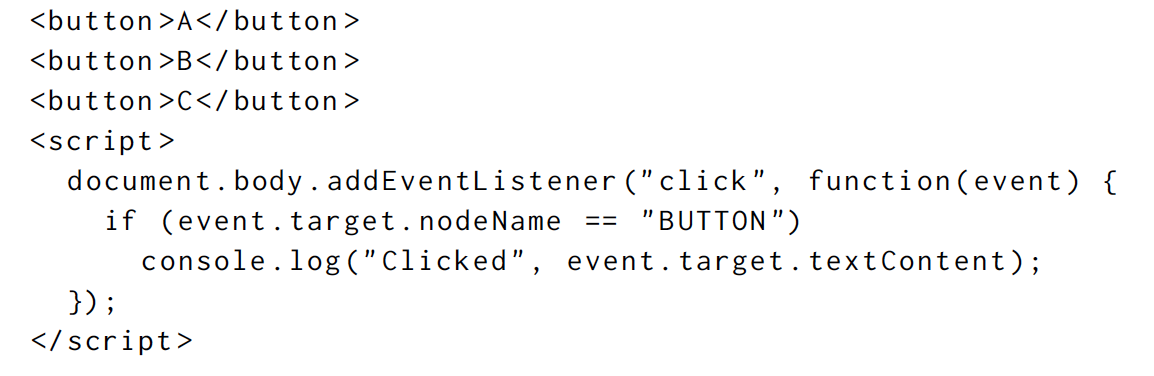 <button>A</button>
<button>B</button>
<button>C</button>
<script>
  document.body.addEventListener("click", function(event) {
    if (event.target.nodeName == "BUTTON")
      console.log("Clicked", event.target.textContent);
  });
</script>